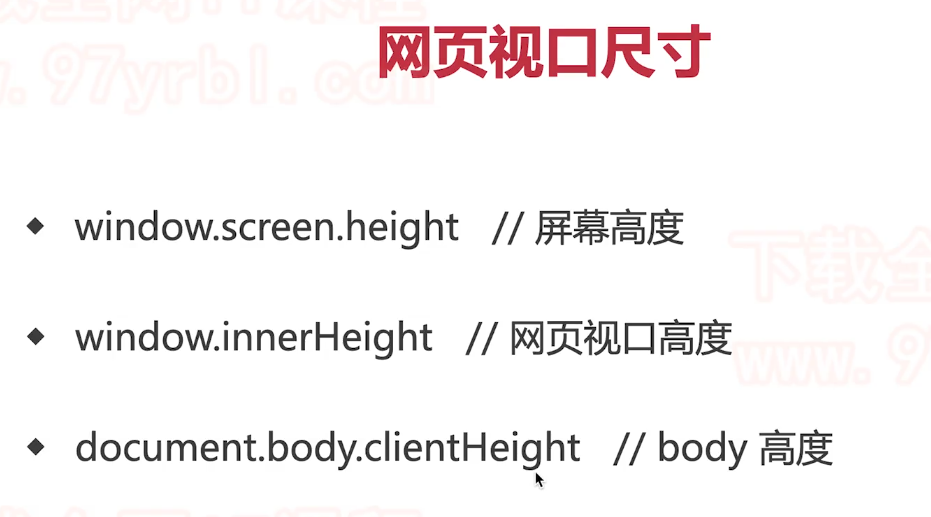 网页视口尺寸
www.97yrbl.com
◆ window.screen.height // 屏幕高度
下载全
◆ window.innerHeight // 网页视口高度
www.9
◆ document.body.clientHeight // body 高度